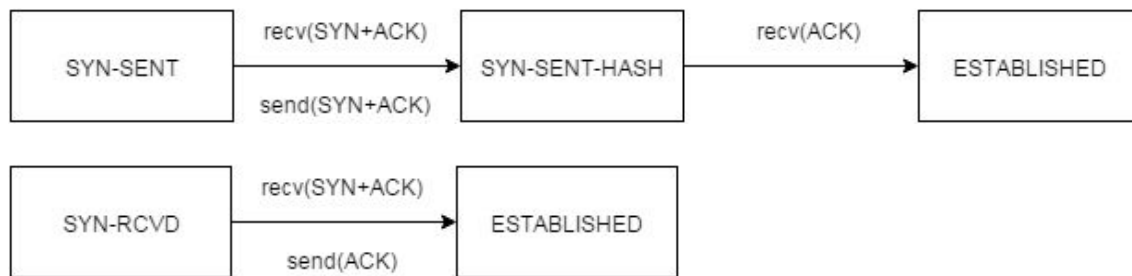 recv(SYN+ACK)
recv(ACK)
SYN-SENT
SYN-SENT-HASH
ESTABLISHED
send(SYN+ACK)
recv(SYN+ACK)
SYN-RCVD
ESTABLISHED
send(ACK)